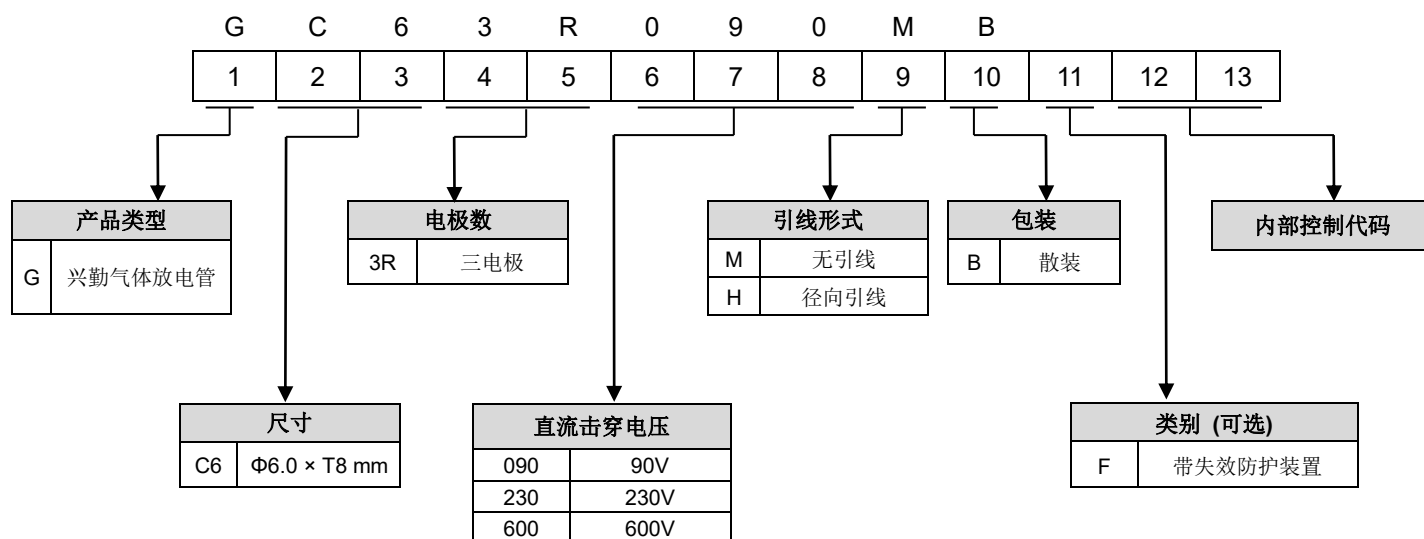 G C 6 3 R 0 9 0 M B
1 2 3 4 5 6 7 8 9 10 11 12 13
产品类型
G 兴勤气体放电管
电极数
3R 三电极
引线形式
M 无引线
H 径向引线
包装
B 散装
内部控制代码
尺寸
C6 Φ6.0 × T8 mm
直流击穿电压
090 90V
230 230V
600 600V
类别 (可选)
F 带失效防护装置